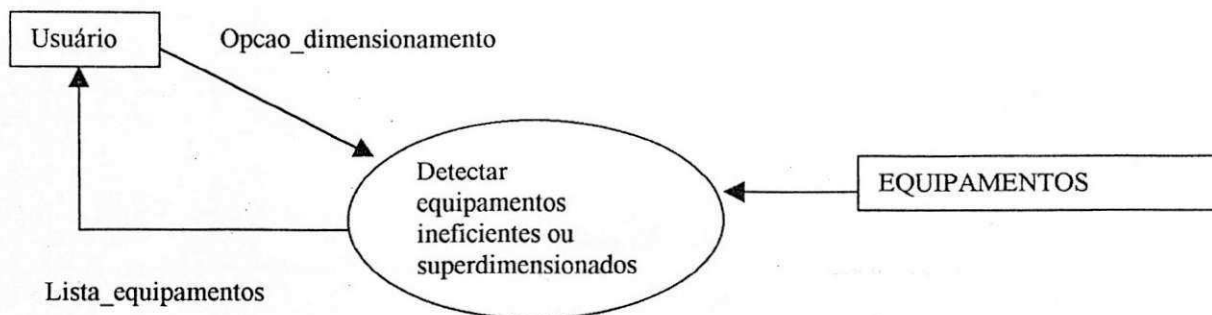 Usuário
Opcao_dimensionamento
Detectar
equipamentos
ineficientes ou
superdimensionados
EQUIPAMENTOS
Lista_equipamentos